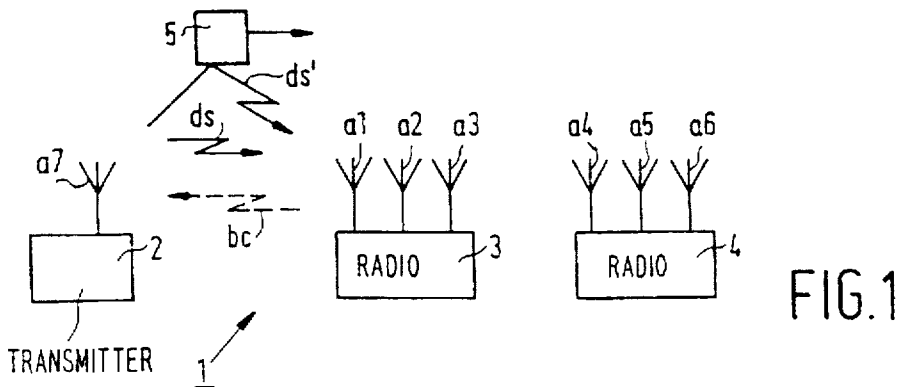 5
ds'
ds
a1 a2 a3
a4 a5 a6
a7
bc
2
3
4
RADIO
RADIO
TRANSMITTER
1
FIG.1